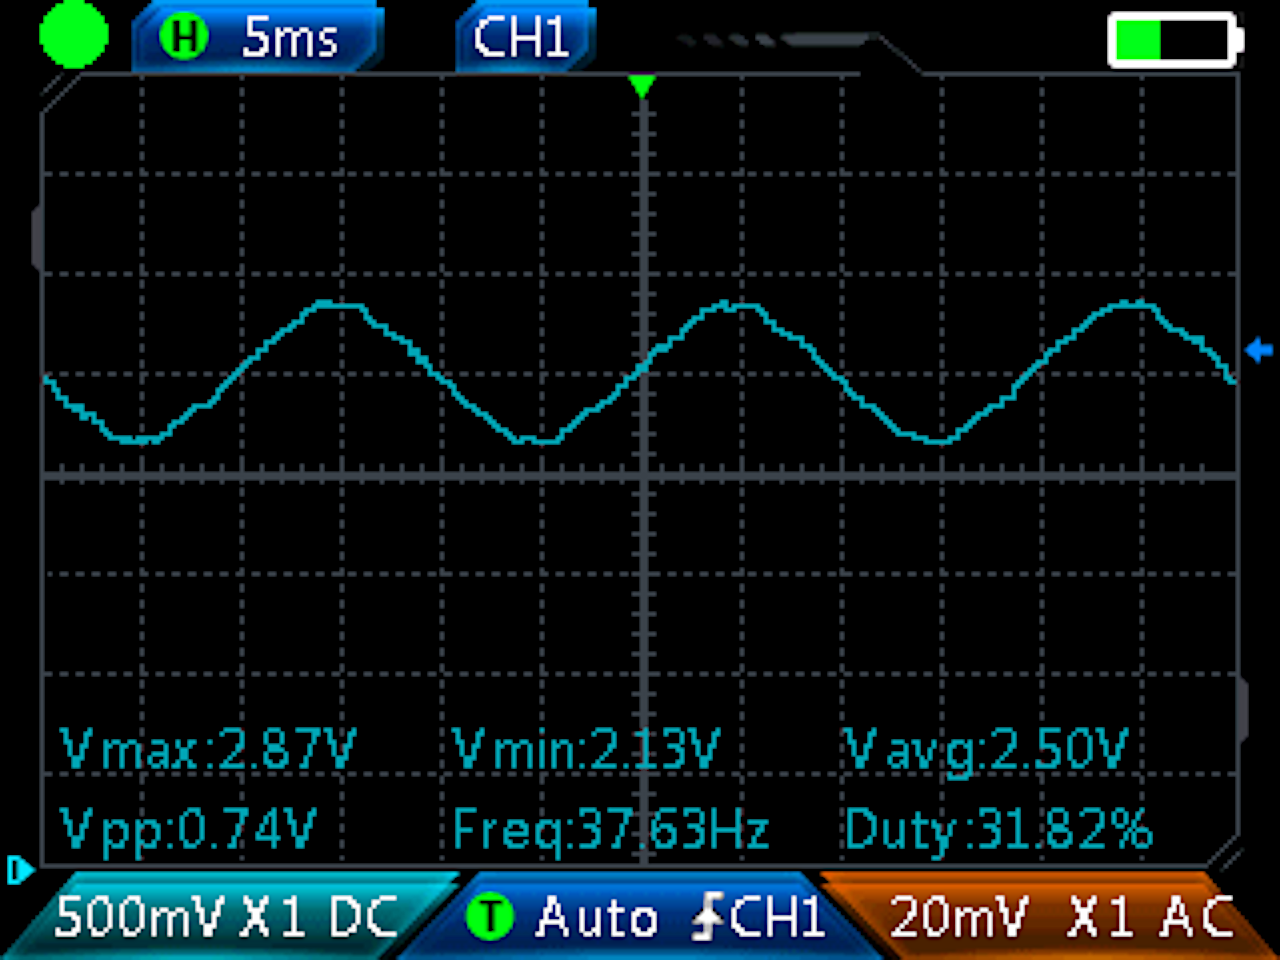 H 5ms CH1
Vmax:2.87V Vmin:2.13V Vavg:2.50V
Vpp:0.74V Freq:37.63Hz Duty:31.82%
500mV X1 DC T Auto CH1 20mV X1 AC